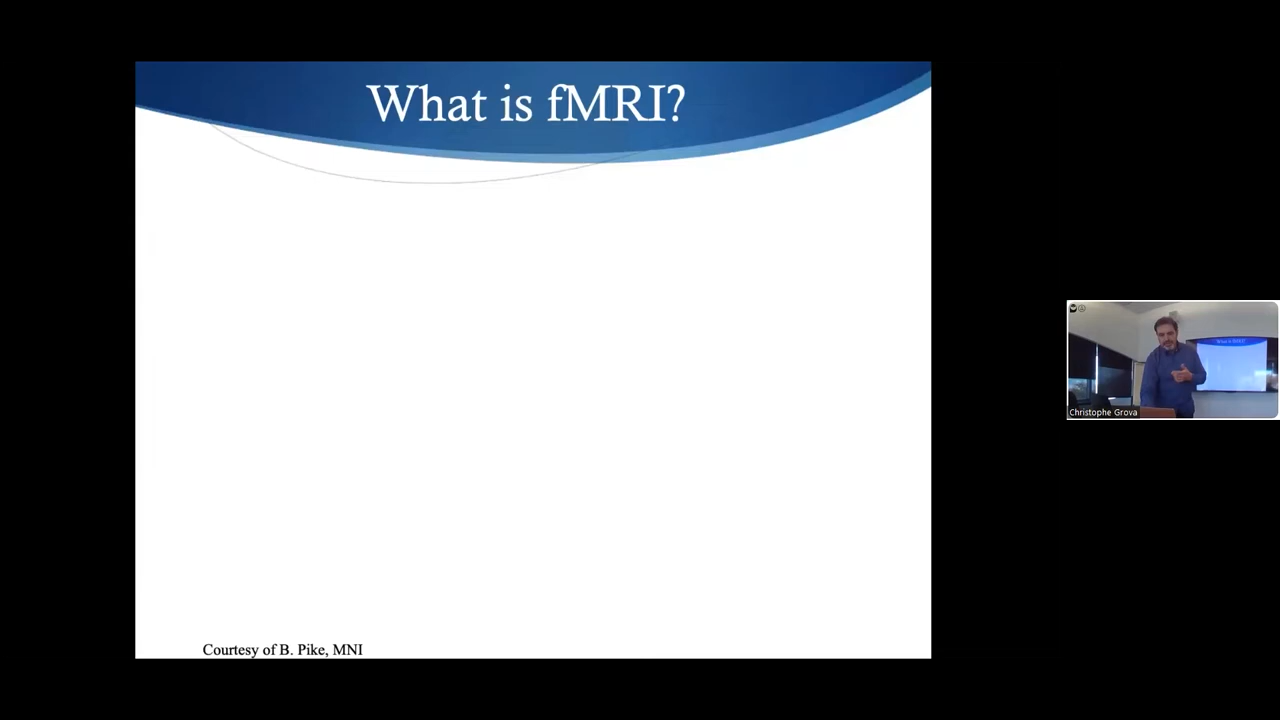 What is fMRI?
Christophe Grova
Courtesy of B. Pike, MNI